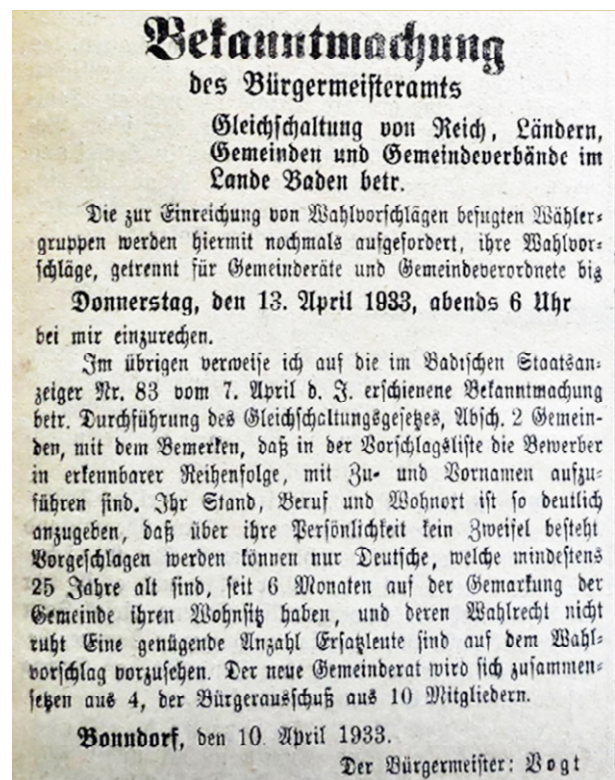 Bekanntmachung
des Bürgermeisteramts
Gleichschaltung von Reich, Ländern,
Gemeinden und Gemeindeverbände im
Lande Baden betr.
Die zur Einreichung von Wahlvorschlägen befugten Wähler-
gruppen werden hiermit nochmals aufgefordert, ihre Wahlvor-
schläge, getrennt für Gemeinderäte und Gemeindeverordnete bis
Donnerstag, den 13. April 1933, abends 6 Uhr
bei mir einzurechen.
Im übrigen verweise ich auf die im Badischen Staatsan-
zeiger Nr. 83 vom 7. April d. J. erschienene Bekanntmachung
betr. Durchführung des Gleichschaltungsgesetzes, Absch. 2 Gemein-
den, mit dem Bemerken, daß in der Vorschlagsliste die Bewerber
in erkennbarer Reihenfolge, mit Zu- und Vornamen aufzu-
führen sind. Ihr Stand, Beruf und Wohnort ist so deutlich
anzugeben, daß über ihre Persönlichkeit kein Zweifel besteht
Vorgeschlagen werden können nur Deutsche, welche mindestens
25 Jahre alt sind, seit 6 Monaten auf der Gemarkung der
Gemeinde ihren Wohnsitz haben, und deren Wahlrecht nicht
ruht Eine genügende Anzahl Ersatzleute sind auf dem Wahl-
vorschlag vorzusehen. Der neue Gemeinderat wird sich zusammen-
setzen aus 4, der Bürgerausschuß aus 10 Mitgliedern.
Bonndorf, den 10. April 1933.
Der Bürgermeister: Vogt